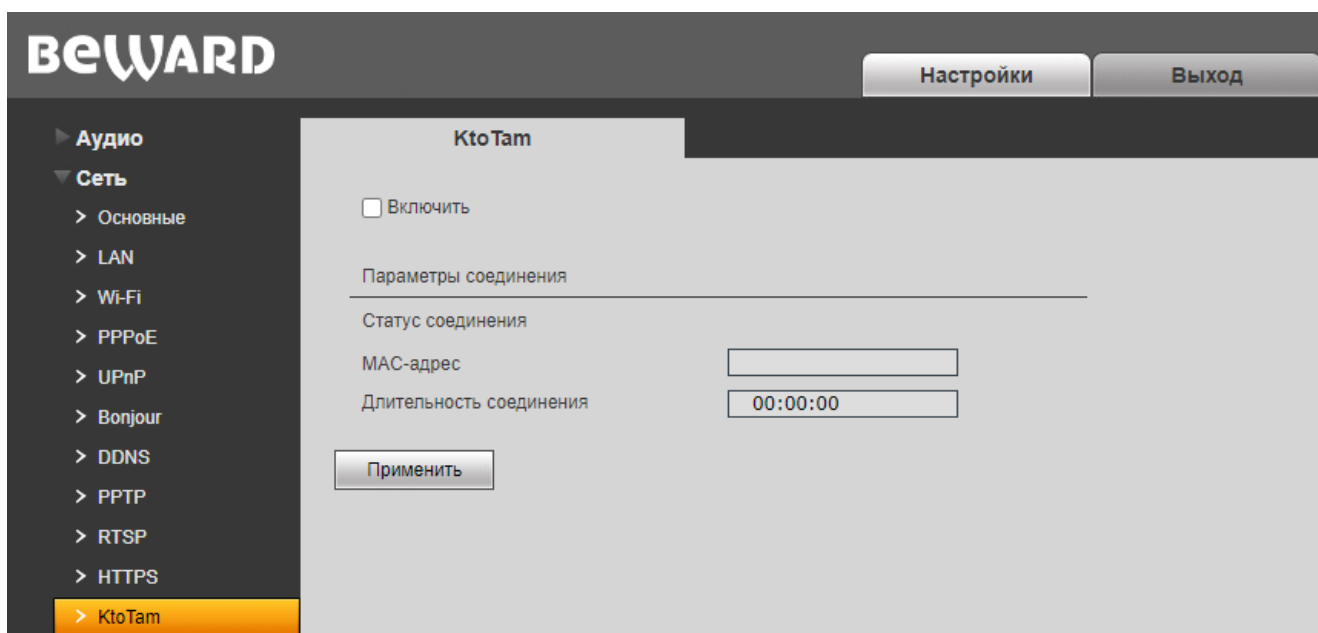 BEWARD
Настройки
Выход
Аудио
Сеть
> Основные
> LAN
> Wi-Fi
> PPPoE
> UPnP
> Bonjour
> DDNS
> PPTP
> RTSP
> HTTPS
> KtoTam
KtoTam
Включить
Параметры соединения
Статус соединения
MAC-адрес
Длительность соединения 00:00:00
Применить